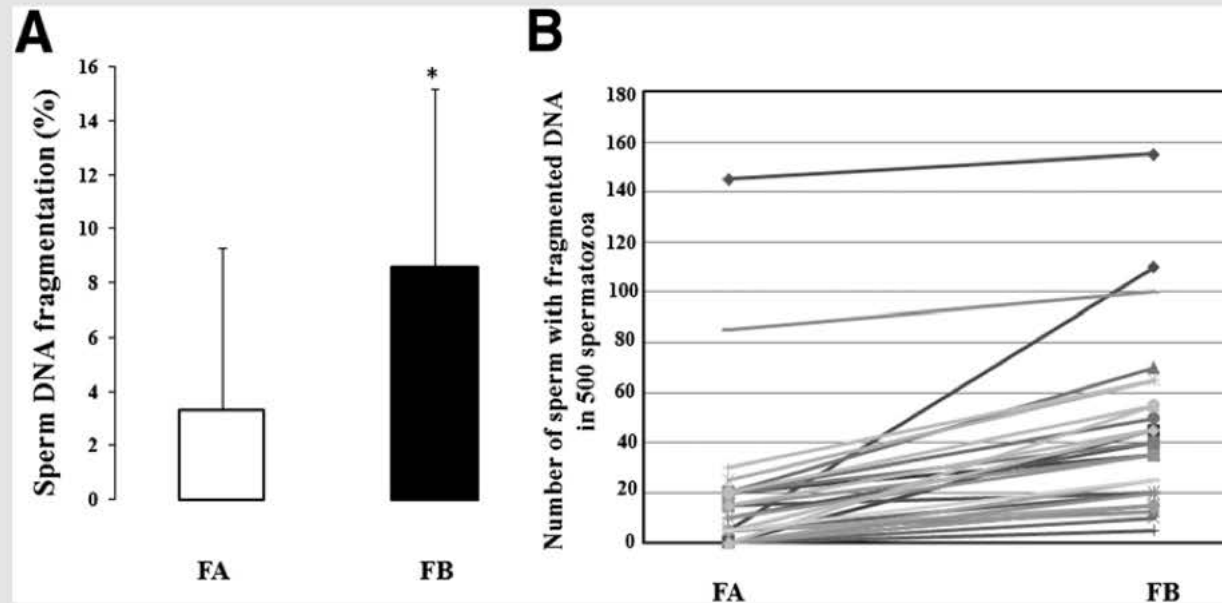 A
Sperm DNA fragmentation (%)
16
14
12
10
8
6
4
2
0
*
FA
FB
B
Number of sperm with fragmented DNA
in 500 spermatozoa
180
160
140
120
100
80
60
40
20
0
FA
FB